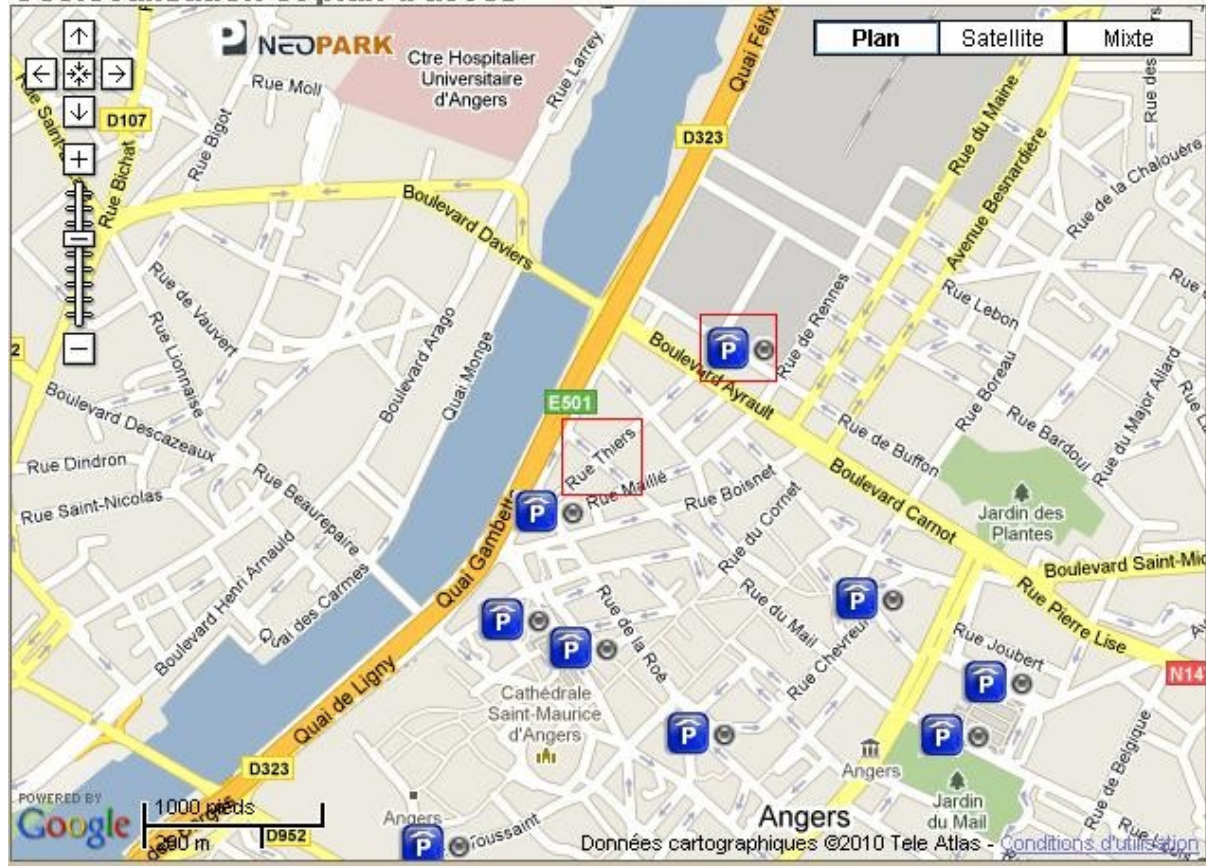 NEOPARK
Plan
Satellite
Mixte
Ctre Hospitalier
Universitaire
d'Angers
Rue Larrey
Quai Félix
Rue Moll
D107
D323
Rue Bigot
Rue Bichat
Rue du Maine
Avenue Besnardière
Rue des
Rue de la Chalouère
Boulevard Daviers
Rue de Vauvert
Rue Lionnaise
Boulevard Arago
Quai Monge
Rue Lebon
Rue de Rennes
Boulevard Ayrault
Rue Boreau
Rue du Major Allard
Rue Bardoul
E501
Boulevard Descazeaux
Rue Thiers
Rue de Buffon
Rue Dindron
Rue Saint-Nicolas
Rue Beaurepaire
Rue Maillé
Rue Boisnet
Boulevard Carnot
Jardin des
Plantes
Rue du Cornet
P
Quai Gambetta
Boulevard Henri Arnauld
Quai des Carmes
Boulevard Saint-Mic
Rue du Mail
Rue Pierre Lise
Rue de la Roë
Rue Chevreul
Rue Joubert
N147
Cathédrale
Saint-Maurice
d'Angers
Quai de Ligny
Rue de Belgique
D323
Angers
Jardin
du Mail
POWERED BY
Google
1000 pieds
200 m
D952
Angers
Toussaint
Angers
Données cartographiques ©2010 Tele Atlas - Conditions d'utilisation